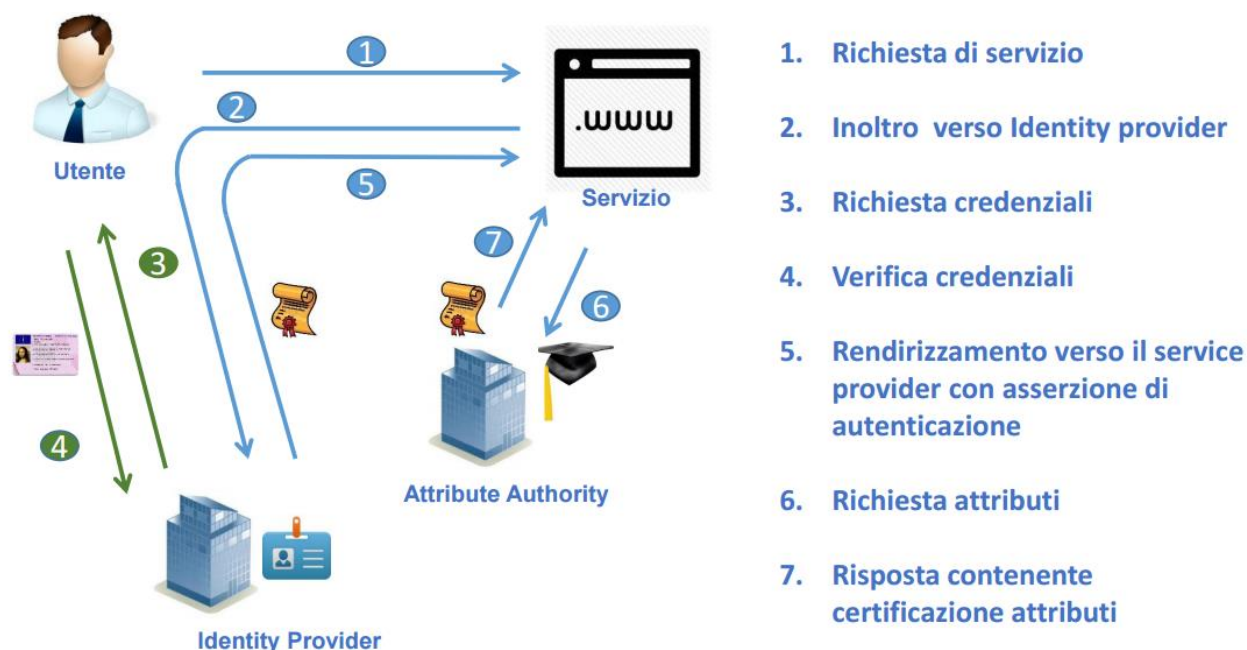 1
2
5
3
4
7
6
Utente
.www
Servizio
Attribute Authority
Identity Provider
1. Richiesta di servizio
2. Inoltro verso Identity provider
3. Richiesta credenziali
4. Verifica credenziali
5. Rendirizzamento verso il service
provider con asserzione di
autenticazione
6. Richiesta attributi
7. Risposta contenente
certificazione attributi